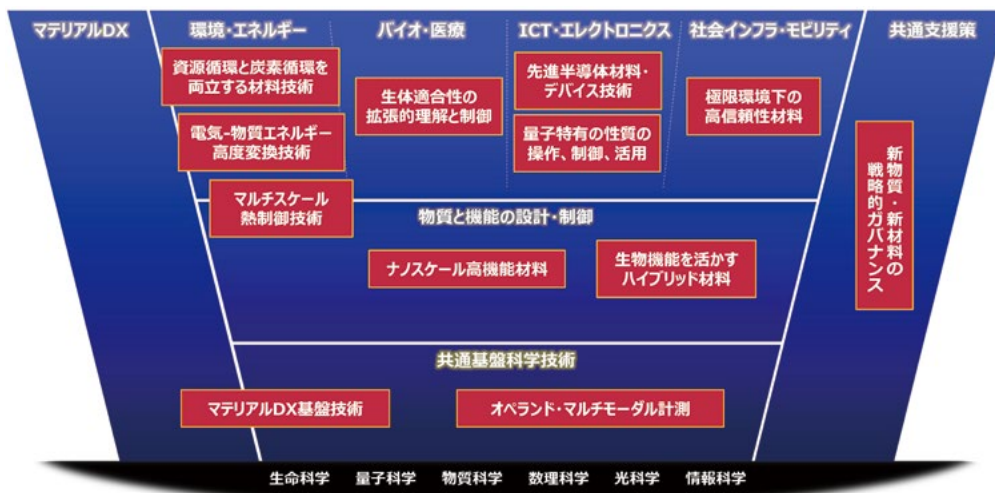 マテリアルDX
環境・エネルギー
バイオ・医療
ICT・エレクトロニクス
社会インフラ・モビリティ
共通支援策
資源循環と炭素循環を
両立する材料技術
電気-物質エネルギー
高度変換技術
マルチスケール
熱制御技術
生体適合性の
拡張的理解と制御
先進半導体材料・
デバイス技術
量子特有の性質の
操作、制御、活用
極限環境下の
高信頼性材料
新物質・新材料の
戦略的ガバナンス
物質と機能の設計・制御
ナノスケール高機能材料
生物機能を活かす
ハイブリッド材料
共通基盤科学技術
マテリアルDX基盤技術
オペランド・マルチモーダル計測
生命科学 量子科学 物質科学 数理科学 光科学 情報科学